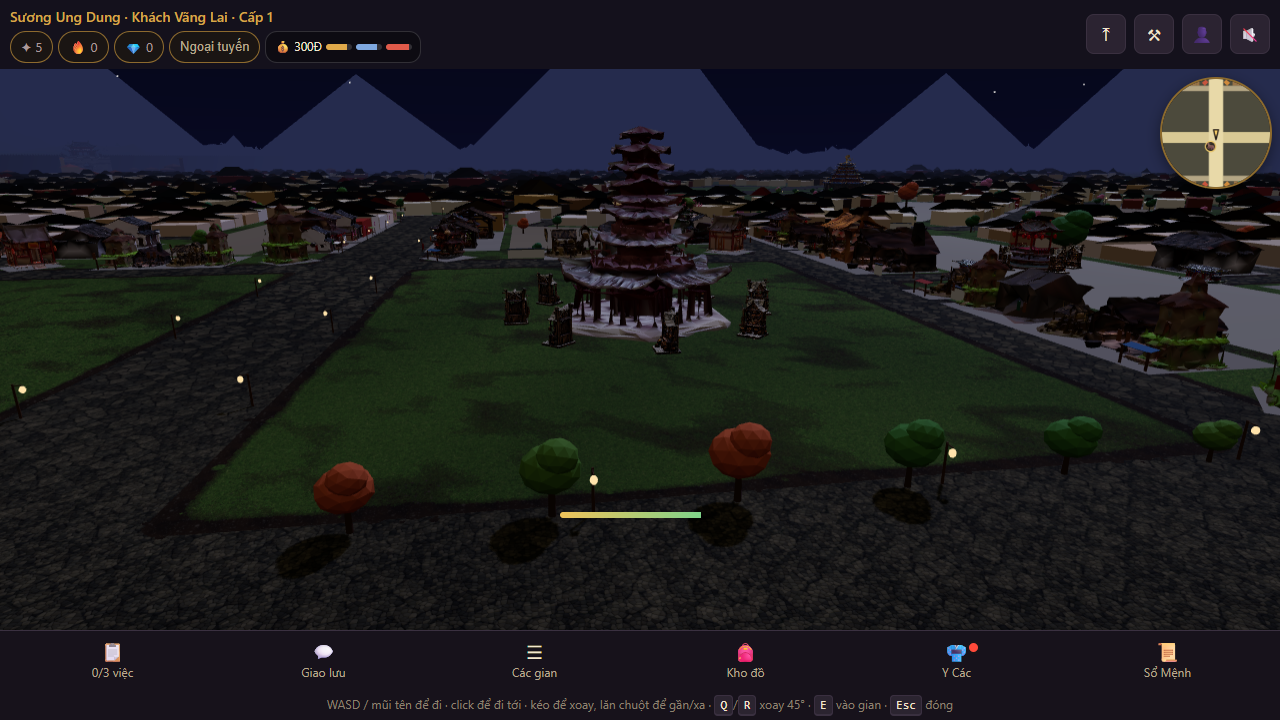 Sương Ung Dung · Khách Vãng Lai · Cấp 1
5
0
0
Ngoại tuyến
300Đ
0/3 việc
Giao lưu
Các gian
Kho đồ
Y Các
Sổ Mệnh
WASD / mũi tên để đi · click để đi tới · kéo để xoay, lăn chuột để gần/xa · Q / R xoay 45° · E vào gian · Esc đóng